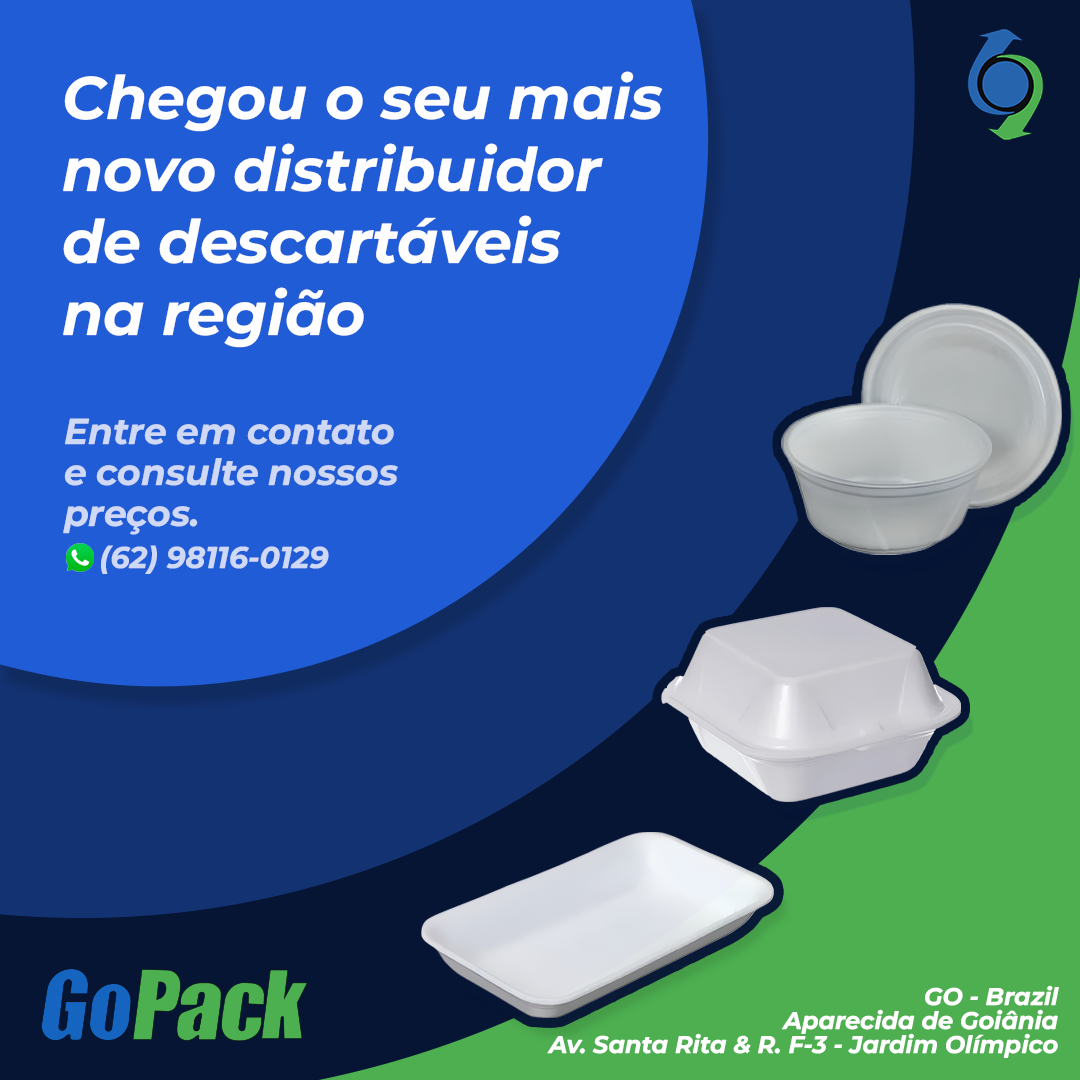 Chegou o seu mais
novo distribuidor
de descartáveis
na região
Entre em contato
e consulte nossos
preços.
(62) 98116-0129
GoPack
GO - Brazil
Aparecida de Goiânia
Av. Santa Rita & R. F-3 - Jardim Olímpico